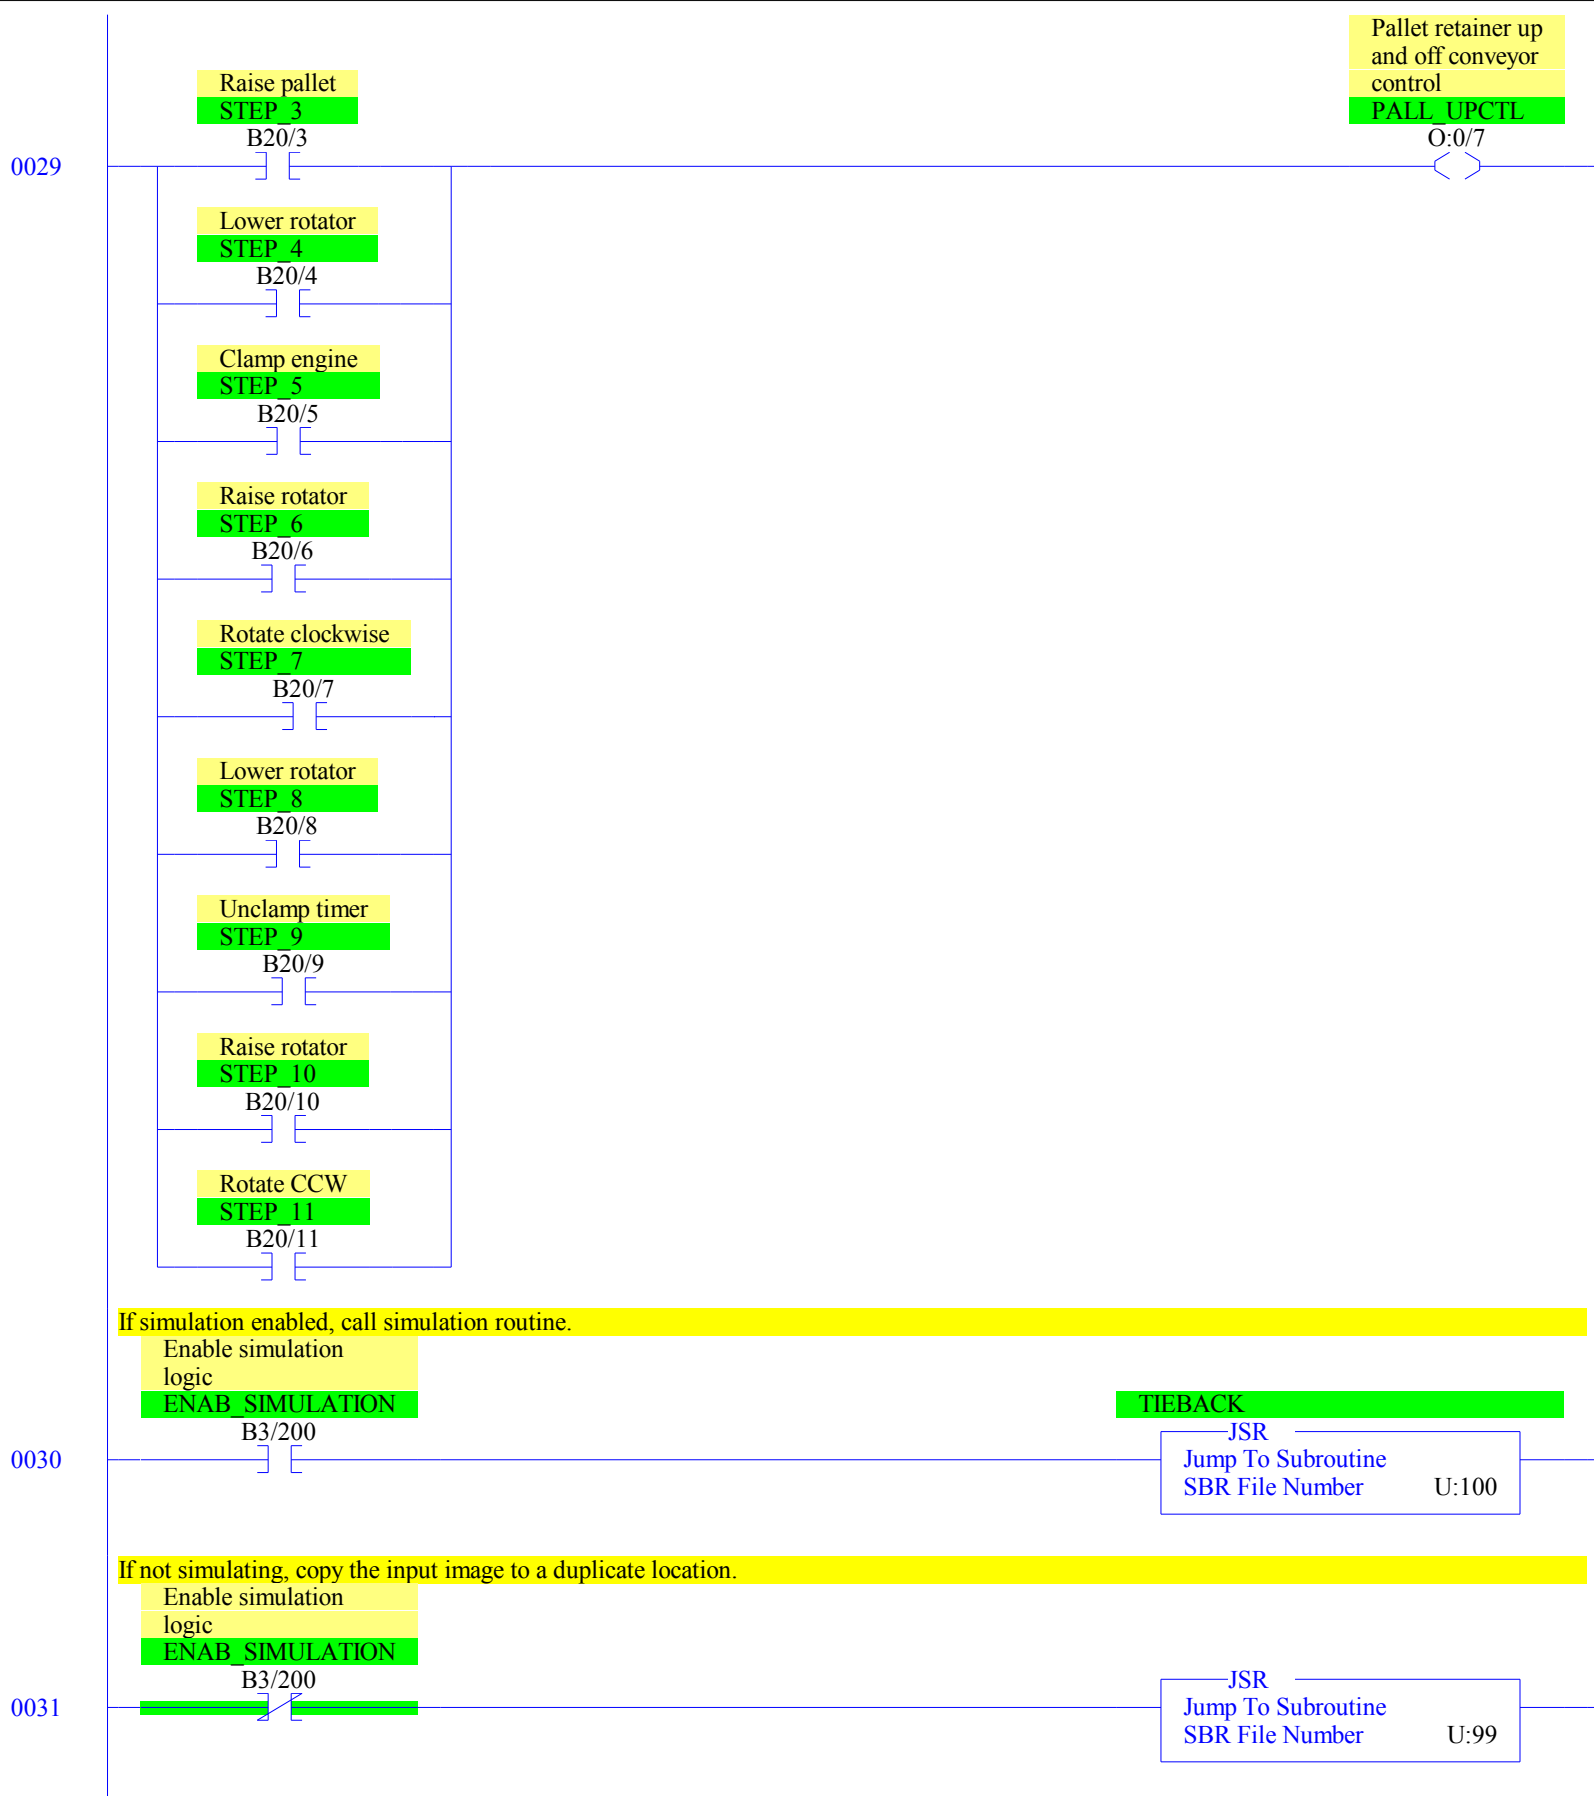 Pallet retainer up
and off conveyor
control
PALL_UPCTL
O:0/7
Raise pallet
STEP_3
B20/3
0029
Lower rotator
STEP_4
B20/4
Clamp engine
STEP_5
B20/5
Raise rotator
STEP_6
B20/6
Rotate clockwise
STEP_7
B20/7
Lower rotator
STEP_8
B20/8
Unclamp timer
STEP_9
B20/9
Raise rotator
STEP_10
B20/10
Rotate CCW
STEP_11
B20/11
If simulation enabled, call simulation routine.
Enable simulation
logic
ENAB_SIMULATION
B3/200
0030
TIEBACK
JSR
Jump To Subroutine
SBR File Number U:100
If not simulating, copy the input image to a duplicate location.
Enable simulation
logic
ENAB_SIMULATION
B3/200
0031
JSR
Jump To Subroutine
SBR File Number U:99